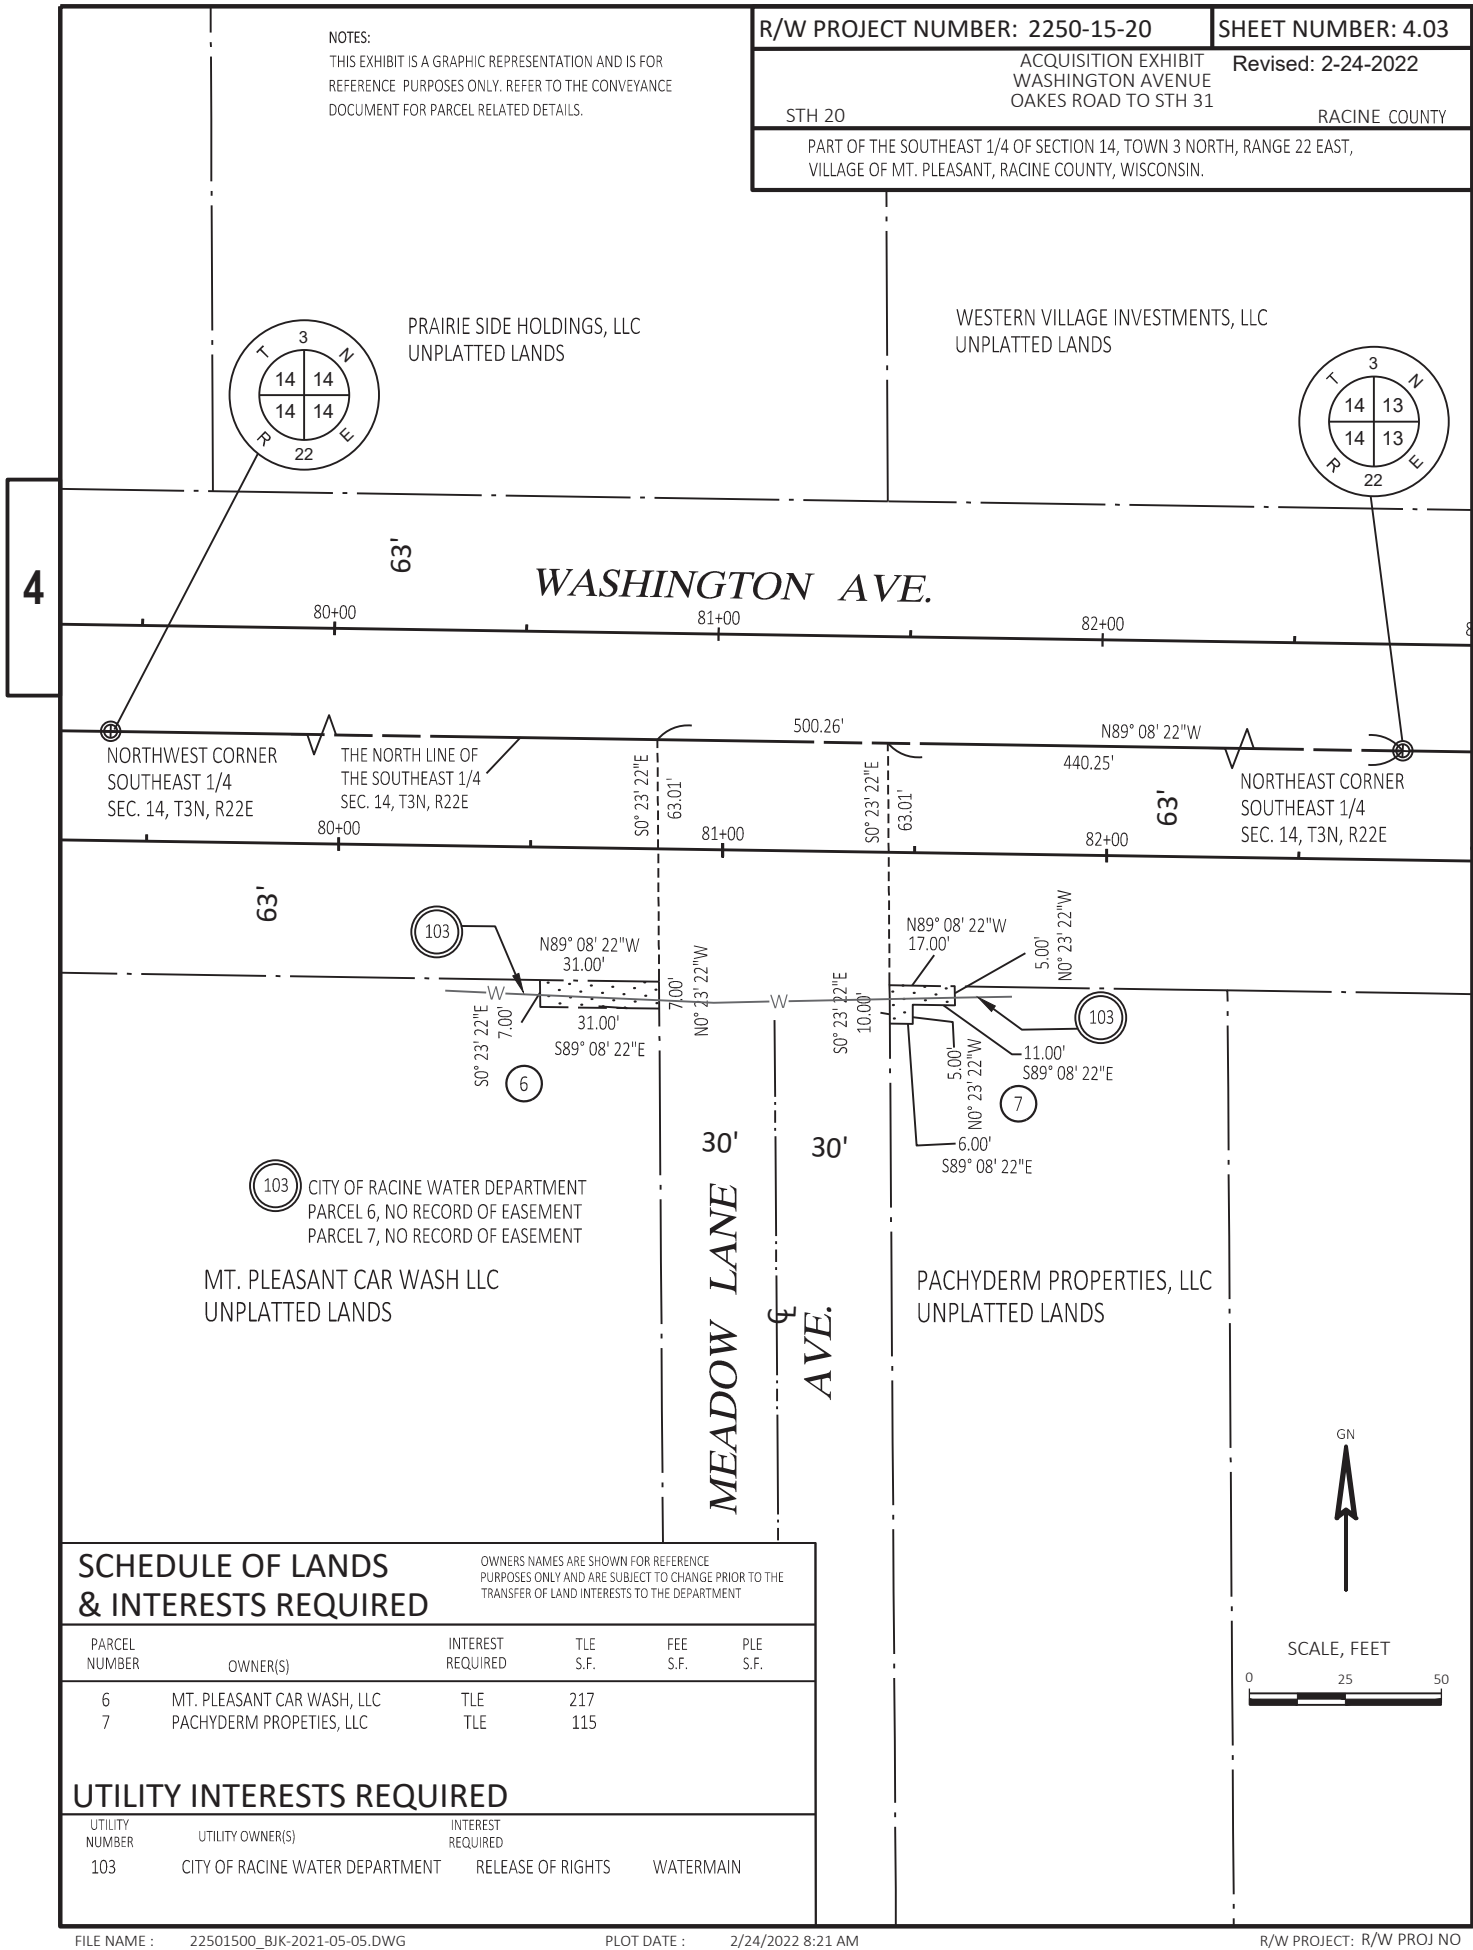 R/W PROJECT NUMBER: 2250-15-20
SHEET NUMBER: 4.03
ACQUISITION EXHIBIT
WASHINGTON AVENUE
OAKES ROAD TO STH 31
Revised: 2-24-2022
STH 20
RACINE COUNTY
PART OF THE SOUTHEAST 1/4 OF SECTION 14, TOWN 3 NORTH, RANGE 22 EAST,
VILLAGE OF MT. PLEASANT, RACINE COUNTY, WISCONSIN.
NOTES:
THIS EXHIBIT IS A GRAPHIC REPRESENTATION AND IS FOR
REFERENCE PURPOSES ONLY. REFER TO THE CONVEYANCE
DOCUMENT FOR PARCEL RELATED DETAILS.
PRAIRIE SIDE HOLDINGS, LLC
UNPLATTED LANDS
WESTERN VILLAGE INVESTMENTS, LLC
UNPLATTED LANDS
T 3 N
14 14
14 14
R 22 E
T 3 N
14 13
14 13
R 22 E
4
63'
WASHINGTON AVE.
80+00
81+00
82+00
500.26'
N89° 08' 22"W
440.25'
NORTHWEST CORNER
SOUTHEAST 1/4
SEC. 14, T3N, R22E
THE NORTH LINE OF
THE SOUTHEAST 1/4
SEC. 14, T3N, R22E
S0° 23' 22"E
63.01'
S0° 23' 22"E
63.01'
63'
NORTHEAST CORNER
SOUTHEAST 1/4
SEC. 14, T3N, R22E
80+00
81+00
82+00
63'
103
N89° 08' 22"W
31.00'
W
S0° 23' 22"E
7.00'
31.00'
S89° 08' 22"E
7.00'
N0° 23' 22"W
6
W
N89° 08' 22"W
17.00'
5.00'
N0° 23' 22"W
S0° 23' 22"E
10.00'
103
11.00'
S89° 08' 22"E
5.00'
N0° 23' 22"W
7
6.00'
S89° 08' 22"E
30'
30'
103
CITY OF RACINE WATER DEPARTMENT
PARCEL 6, NO RECORD OF EASEMENT
PARCEL 7, NO RECORD OF EASEMENT
MT. PLEASANT CAR WASH LLC
UNPLATTED LANDS
MEADOW LANE
AVE.
℄
PACHYDERM PROPERTIES, LLC
UNPLATTED LANDS
GN
SCALE, FEET
0 25 50
SCHEDULE OF LANDS
& INTERESTS REQUIRED
OWNERS NAMES ARE SHOWN FOR REFERENCE
PURPOSES ONLY AND ARE SUBJECT TO CHANGE PRIOR TO THE
TRANSFER OF LAND INTERESTS TO THE DEPARTMENT
PARCEL INTEREST TLE FEE PLE
NUMBER OWNER(S) REQUIRED S.F. S.F. S.F.
6 MT. PLEASANT CAR WASH, LLC TLE 217
7 PACHYDERM PROPETIES, LLC TLE 115
UTILITY INTERESTS REQUIRED
UTILITY INTEREST
NUMBER UTILITY OWNER(S) REQUIRED
103 CITY OF RACINE WATER DEPARTMENT RELEASE OF RIGHTS WATERMAIN
FILE NAME : 22501500_BJK-2021-05-05.DWG PLOT DATE : 2/24/2022 8:21 AM R/W PROJECT: R/W PROJ NO